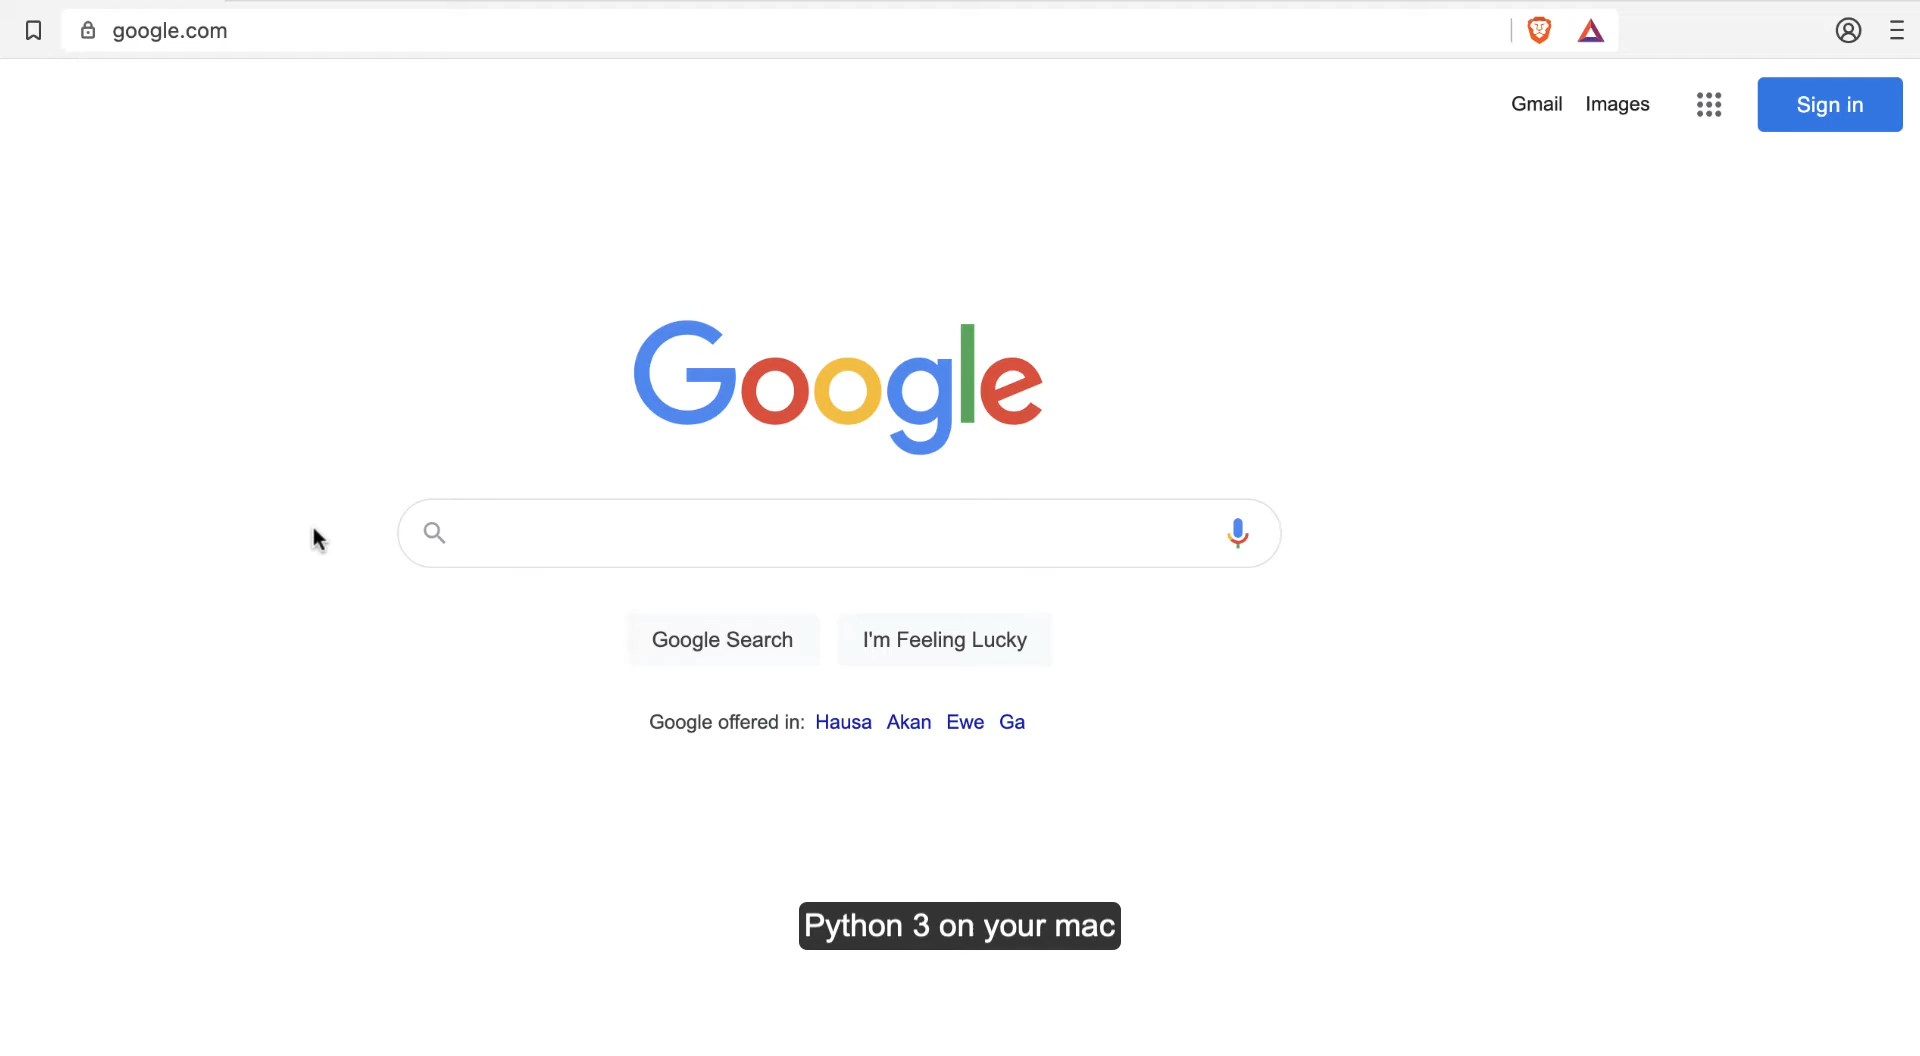 google.com
Gmail Images Sign in
Google
Google Search I'm Feeling Lucky
Google offered in: Hausa Akan Ewe Ga
Python 3 on your mac